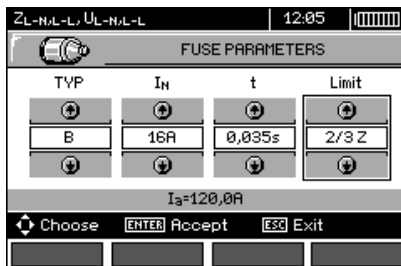 ZL-N,L-L, UL-N,L-L 12:05
FUSE PARAMETERS
TYP IN t Limit
B 16A 0,035s 2/3 Z
Ia=120,0A
Choose ENTER Accept ESC Exit